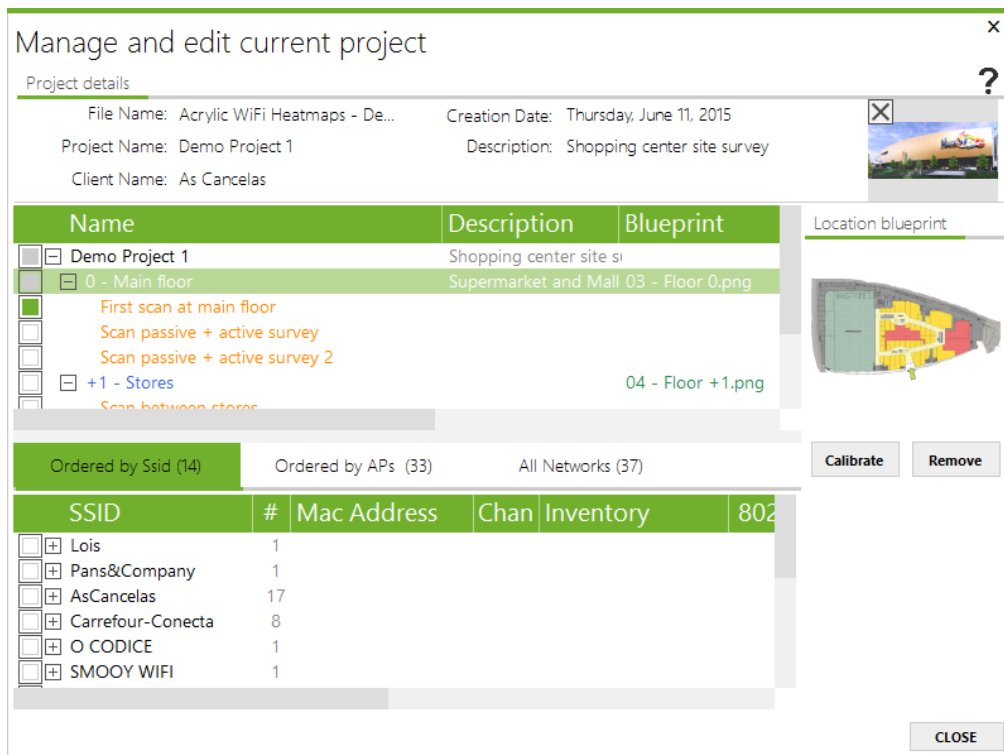 X
Manage and edit current project
Project details
?
File Name: Acrylic WiFi Heatmaps - De... Creation Date: Thursday, June 11, 2015
Project Name: Demo Project 1 Description: Shopping center site survey
Client Name: As Cancelas
Name Description Blueprint Location blueprint
Demo Project 1 Shopping center site su
0 - Main floor Supermarket and Mall 03 - Floor 0.png
First scan at main floor
Scan passive + active survey
Scan passive + active survey 2
+1 - Stores 04 - Floor +1.png
Scan between stores
Ordered by Ssid (14) Ordered by APs (33) All Networks (37) Calibrate Remove
SSID # Mac Address Chan Inventory 802
Lois 1
Pans&Company 1
AsCancelas 17
Carrefour-Conecta 8
O CODICE 1
SMOOY WIFI 1
CLOSE